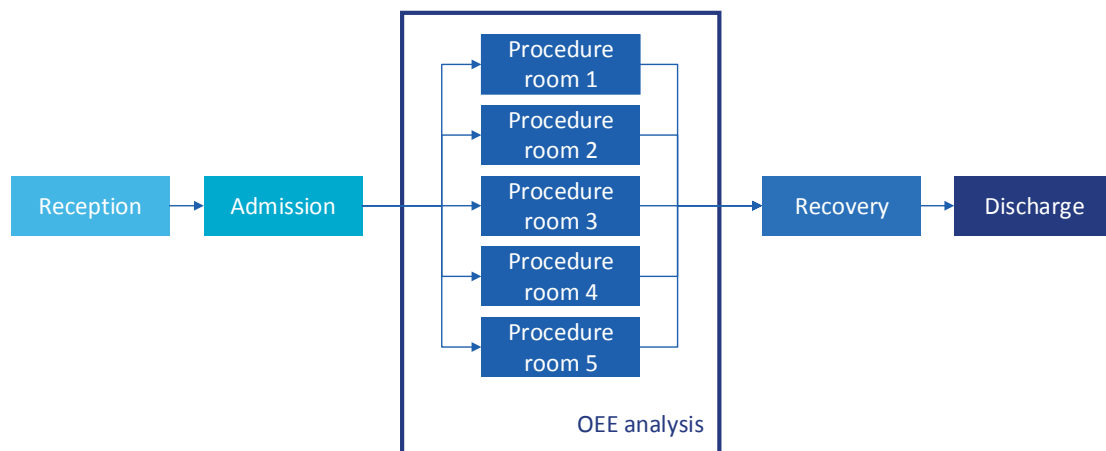 Procedure
room 1
Procedure
room 2
Reception
Admission
Procedure
room 3
Recovery
Discharge
Procedure
room 4
Procedure
room 5
OEE analysis